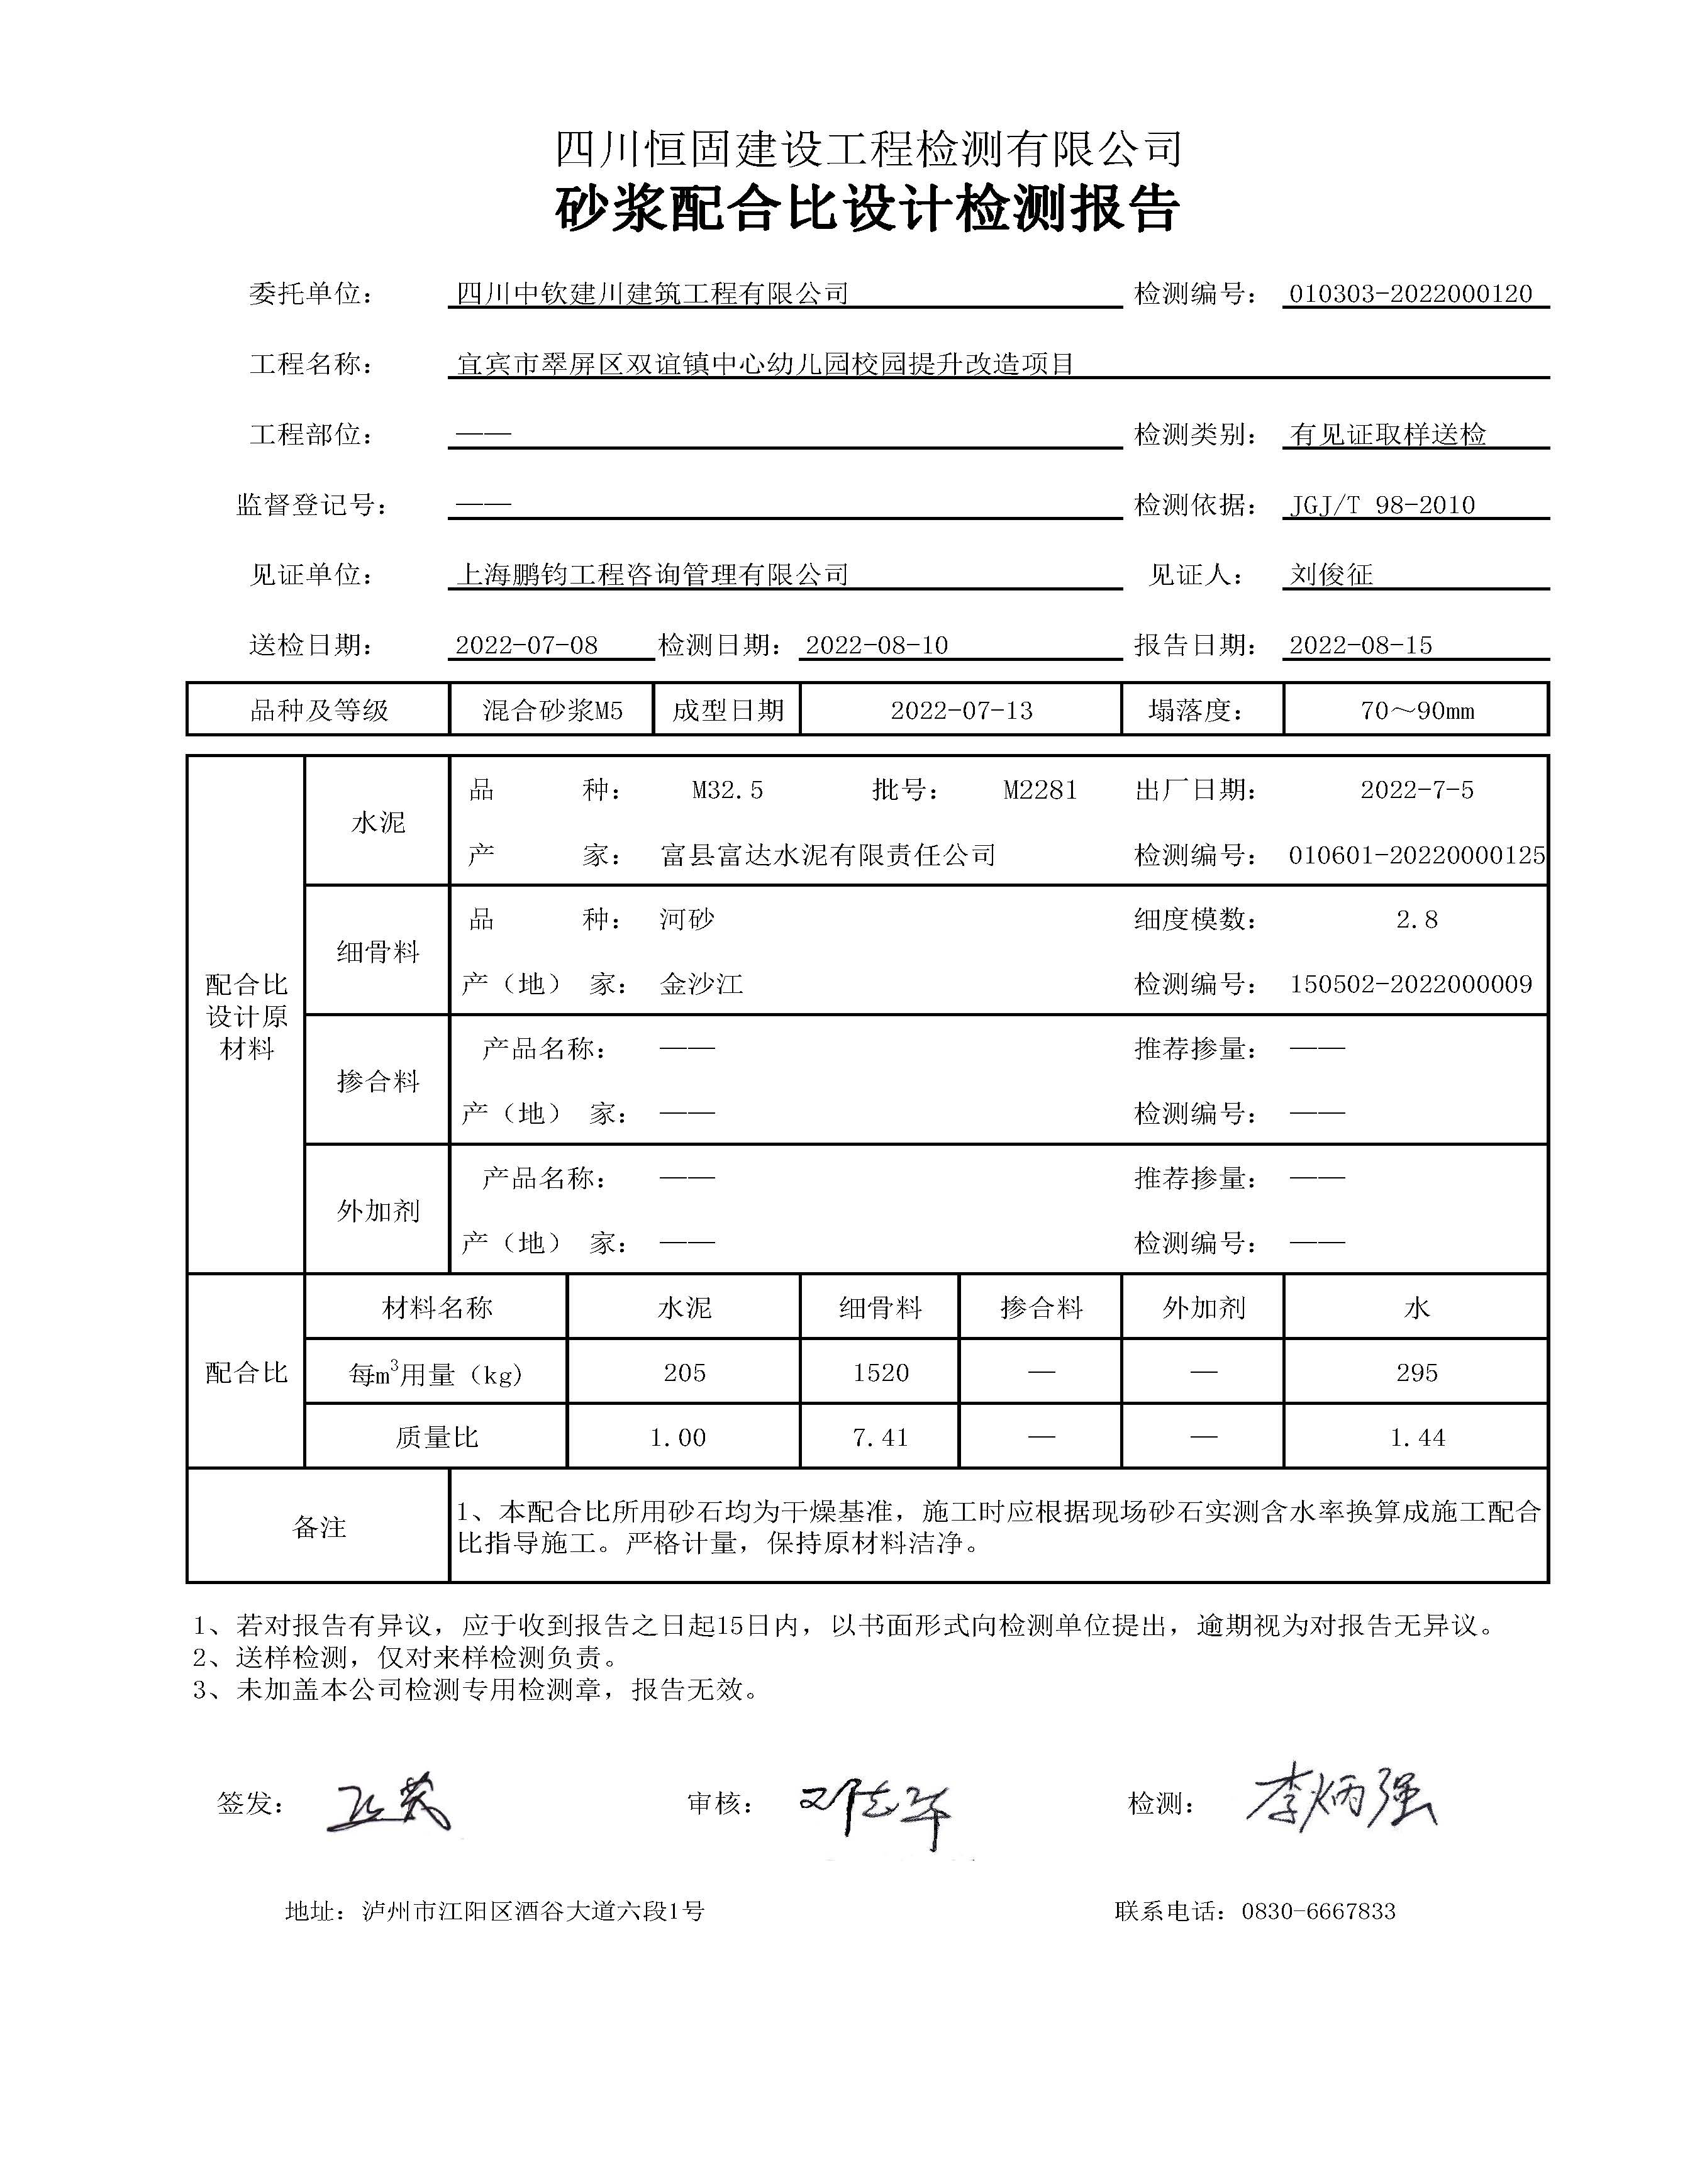 四川恒固建设工程检测有限公司
砂浆配合比设计检测报告
委托单位： 四川中钦建川建筑工程有限公司 检测编号： 010303-2022000120
工程名称： 宜宾市翠屏区双谊镇中心幼儿园校园提升改造项目
工程部位： —— 检测类别： 有见证取样送检
监督登记号： —— 检测依据： JGJ/T 98-2010
见证单位： 上海鹏钧工程咨询管理有限公司 见证人： 刘俊征
送检日期： 2022-07-08 检测日期： 2022-08-10 报告日期： 2022-08-15
品种及等级 混合砂浆M5 成型日期 2022-07-13 塌落度： 70～90mm
配合比设计原材料
水泥
品 种： M32.5 批号： M2281 出厂日期： 2022-7-5
产 家： 富县富达水泥有限责任公司 检测编号： 010601-20220000125
细骨料
品 种： 河砂 细度模数： 2.8
产（地） 家： 金沙江 检测编号： 150502-2022000009
掺合料
产品名称： —— 推荐掺量： ——
产（地） 家： —— 检测编号： ——
外加剂
产品名称： —— 推荐掺量： ——
产（地） 家： —— 检测编号： ——
配合比
材料名称 水泥 细骨料 掺合料 外加剂 水
每m³用量（kg) 205 1520 — — 295
质量比 1.00 7.41 — — 1.44
备注
1、本配合比所用砂石均为干燥基准，施工时应根据现场砂石实测含水率换算成施工配合
比指导施工。严格计量，保持原材料洁净。
1、若对报告有异议，应于收到报告之日起15日内，以书面形式向检测单位提出，逾期视为对报告无异议。
2、送样检测，仅对来样检测负责。
3、未加盖本公司检测专用检测章，报告无效。
签发： 审核： 检测： 李炳强
地址：泸州市江阳区酒谷大道六段1号 联系电话：0830-6667833